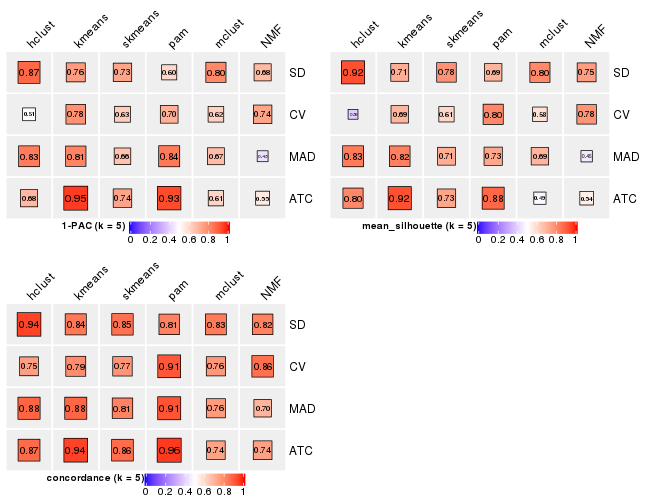 hclust kmeans skmeans pam mclust NMF
0.87 0.76 0.73 0.60 0.80 0.68 SD
0.51 0.78 0.63 0.70 0.62 0.74 CV
0.83 0.81 0.66 0.84 0.67 MAD
0.68 0.95 0.74 0.93 0.61 0.55 ATC
1-PAC (k = 5)
0 0.2 0.4 0.6 0.8 1
hclust kmeans skmeans pam mclust NMF
0.92 0.71 0.78 0.69 0.80 0.75 SD
0.69 0.61 0.80 0.58 0.78 CV
0.83 0.82 0.71 0.73 0.69 MAD
0.80 0.92 0.73 0.88 0.49 0.54 ATC
mean_silhouette (k = 5)
0 0.2 0.4 0.6 0.8 1
hclust kmeans skmeans pam mclust NMF
0.94 0.84 0.85 0.81 0.83 0.82 SD
0.75 0.79 0.77 0.91 0.76 0.86 CV
0.88 0.88 0.81 0.91 0.76 0.70 MAD
0.87 0.94 0.86 0.96 0.74 0.74 ATC
concordance (k = 5)
0 0.2 0.4 0.6 0.8 1